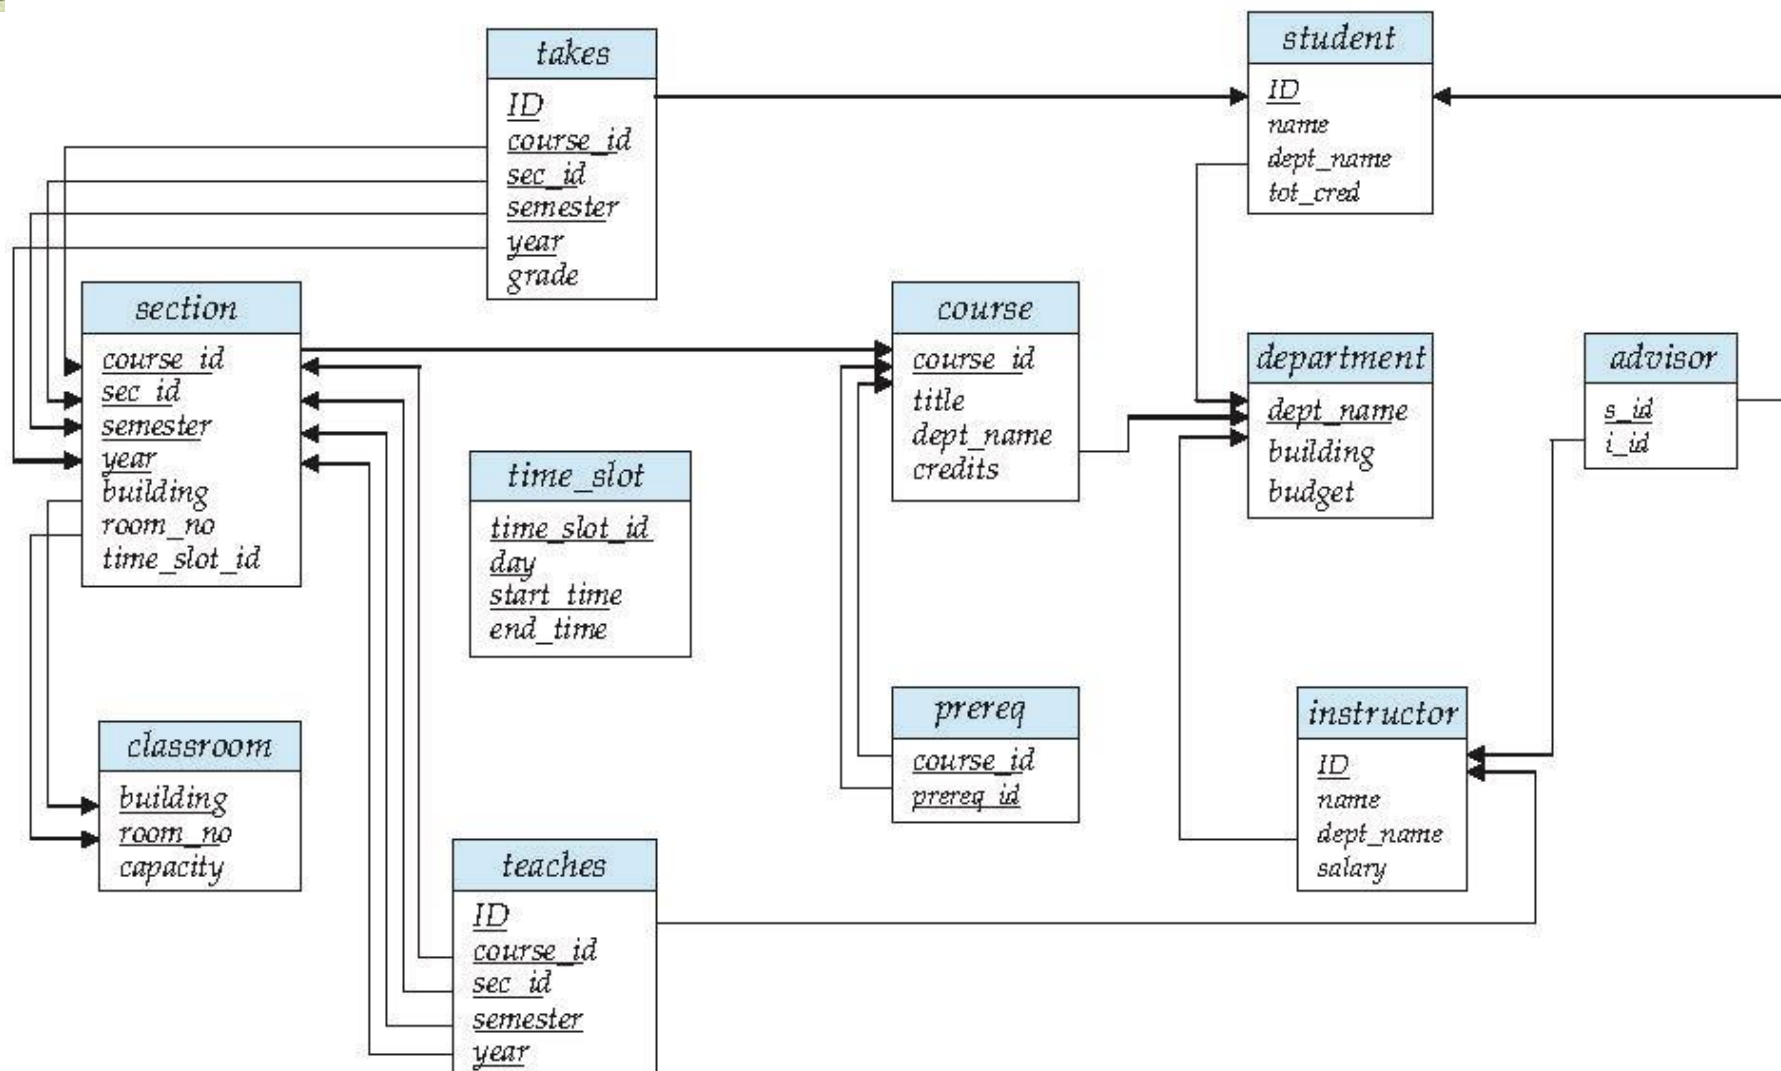 takes
ID
course_id
sec_id
semester
year
grade
student
ID
name
dept_name
tot_cred
section
course_id
sec_id
semester
year
building
room_no
time_slot_id
course
course_id
title
dept_name
credits
department
dept_name
building
budget
advisor
s_id
i_id
time_slot
time_slot_id
day
start_time
end_time
prereq
course_id
prereq_id
instructor
ID
name
dept_name
salary
classroom
building
room_no
capacity
teaches
ID
course_id
sec_id
semester
year